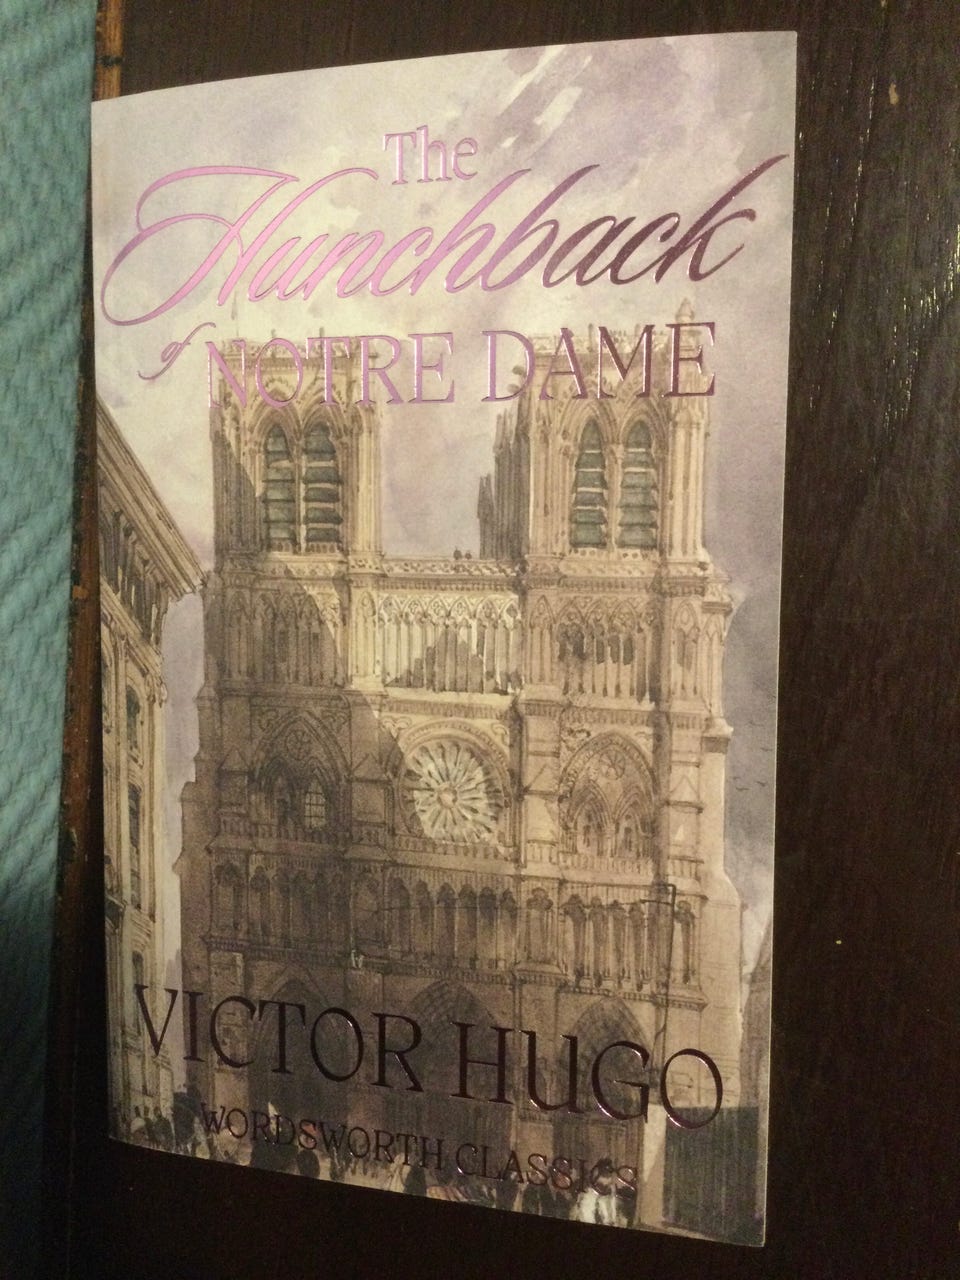 The
Hunchback
of NOTRE DAME
VICTOR HUGO
WORDSWORTH CLASSICS